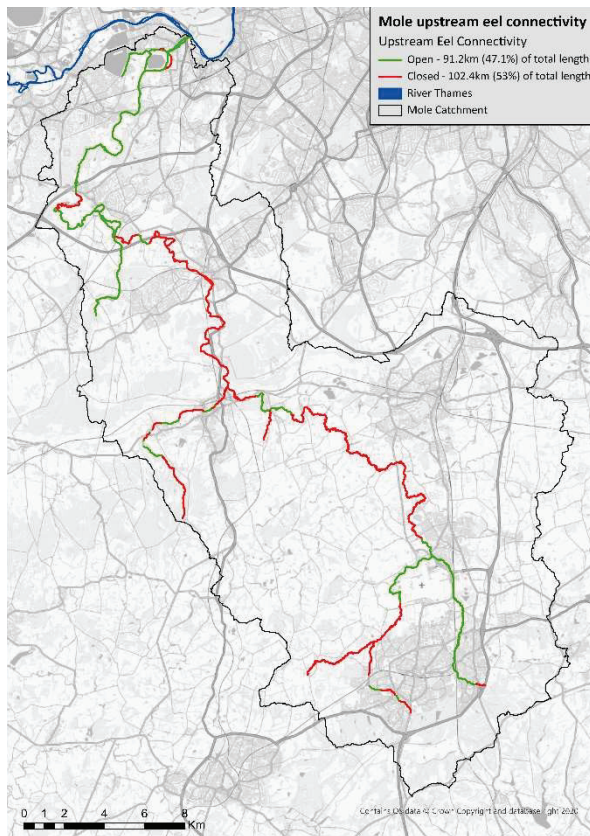 Mole upstream eel connectivity
Upstream Eel Connectivity
Open - 91.2km (47.1%) of total length
Closed - 102.4km (53%) of total length
River Thames
Mole Catchment
0 1 2 4 6 8
Km
Contains OS data © Crown Copyright and database right 2020